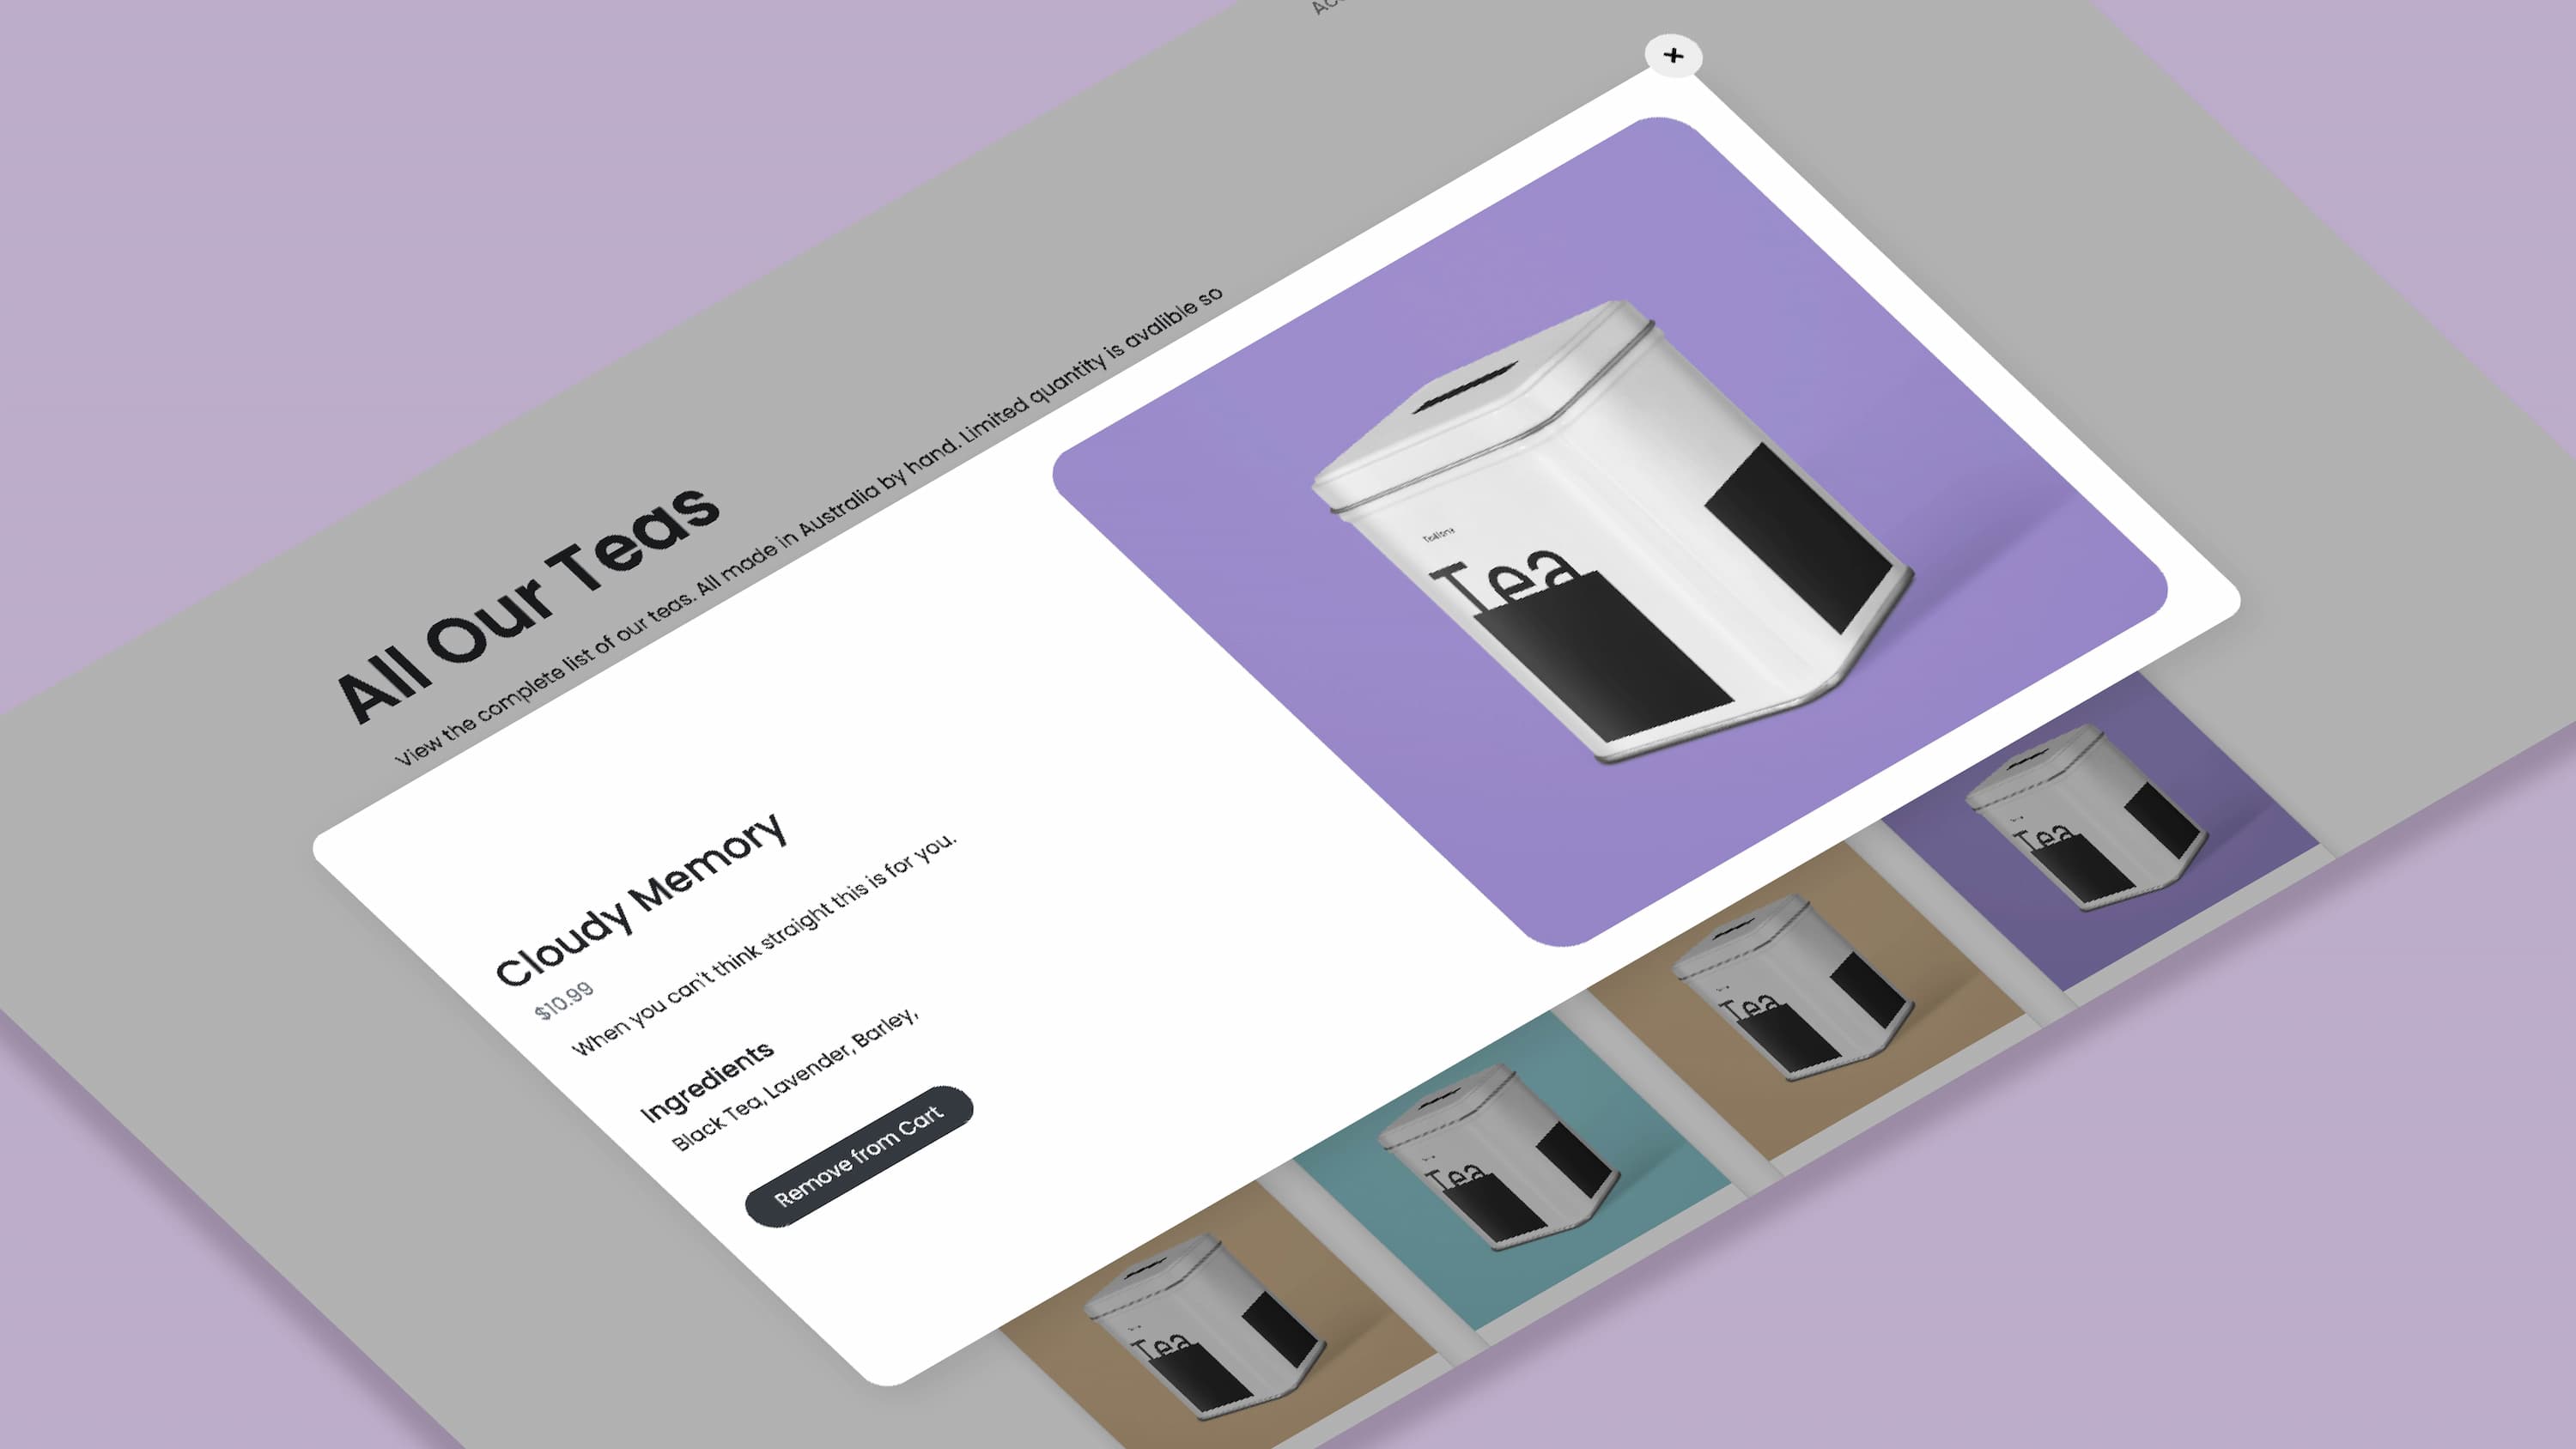 All Our Teas
View the complete list of our teas. All made in Australia by hand. Limited quantity is avalible so
Cloudy Memory
$10.99
When you can't think straight this is for you.
Ingredients
Black Tea, Lavender, Barley,
Remove from Cart
Tea
Tea
Tea
Tea
Tea